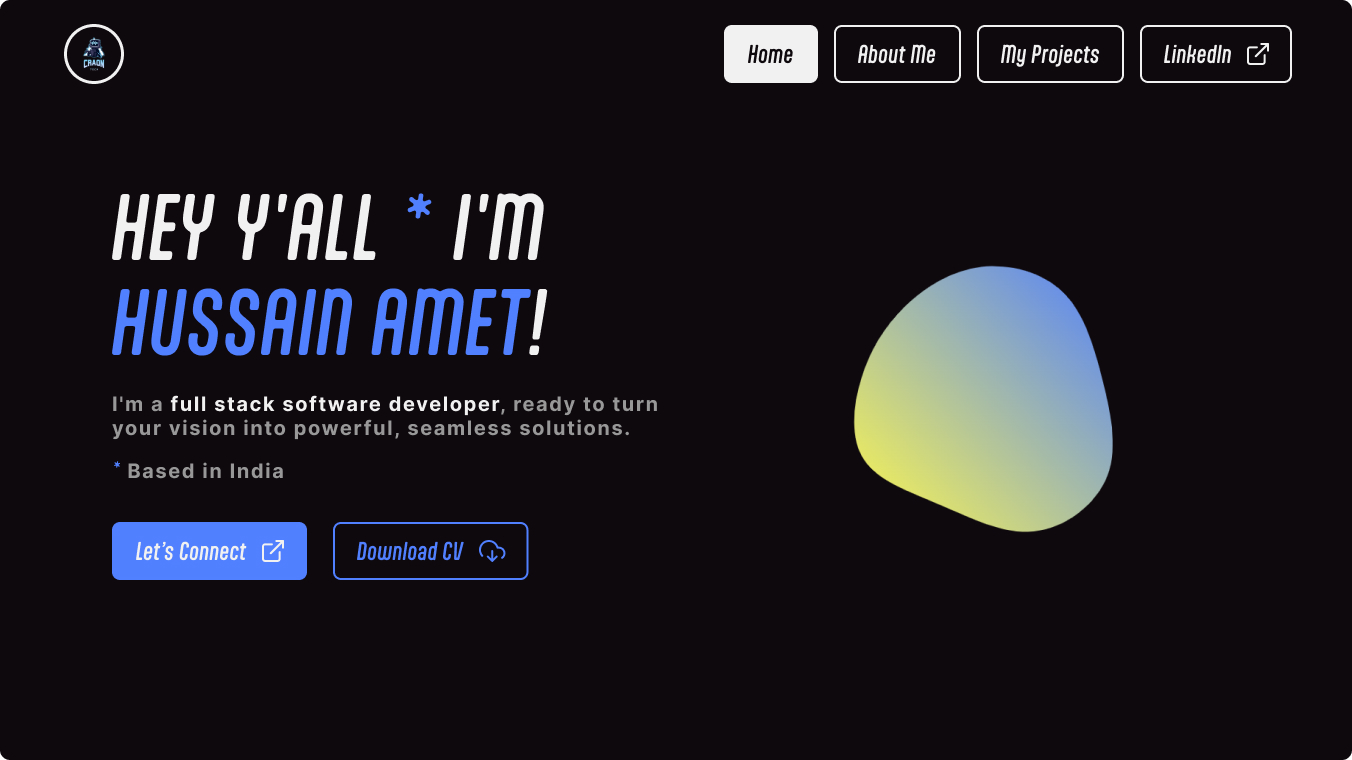 CRAON
Home
About Me
My Projects
LinkedIn
HEY Y'ALL * I'M
HUSSAIN AMET!
I'm a full stack software developer, ready to turn
your vision into powerful, seamless solutions.
* Based in India
Let's Connect
Download CV